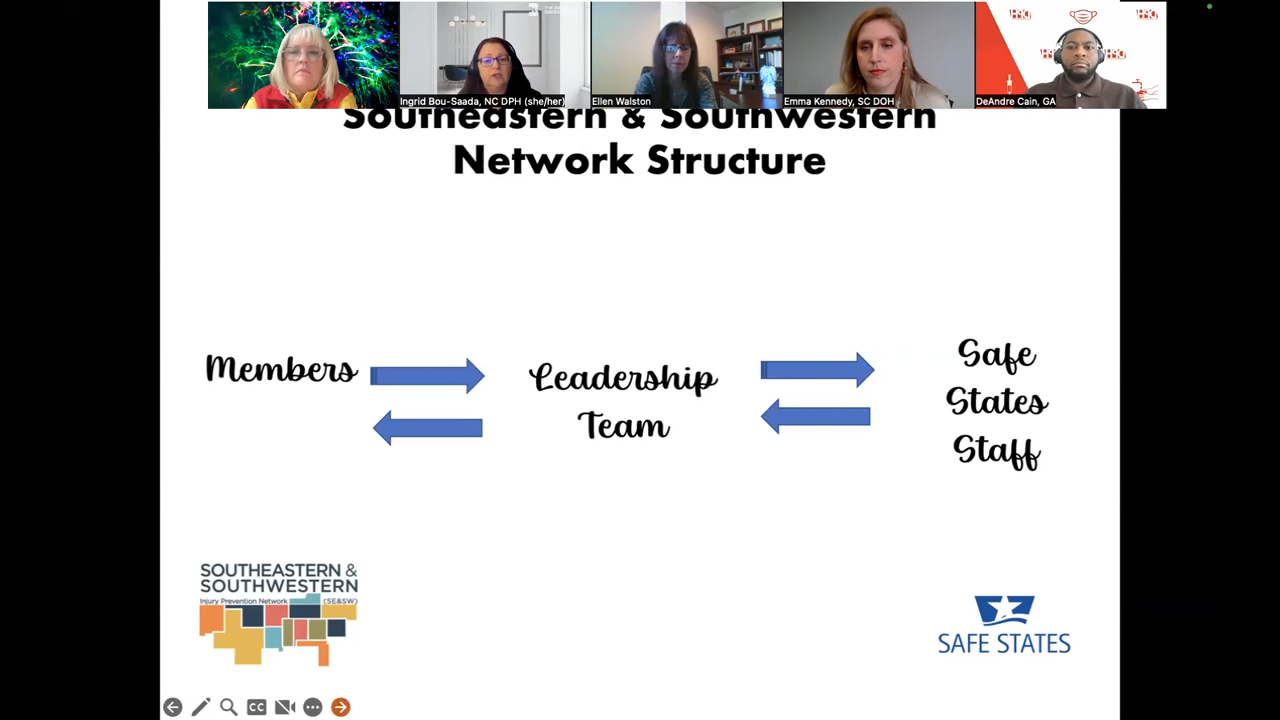 Ingrid Bou-Saada, NC DPH (she/her)
Ellen Walston
Emma Kennedy, SC DOH
DeAndre Cain, GA
Southeastern & Southwestern
Network Structure
Members
Leadership
Team
Safe
States
Staff
SOUTHEASTERN &
SOUTHWESTERN
Injury Prevention Network (SE&SW)
SAFE STATES
CC